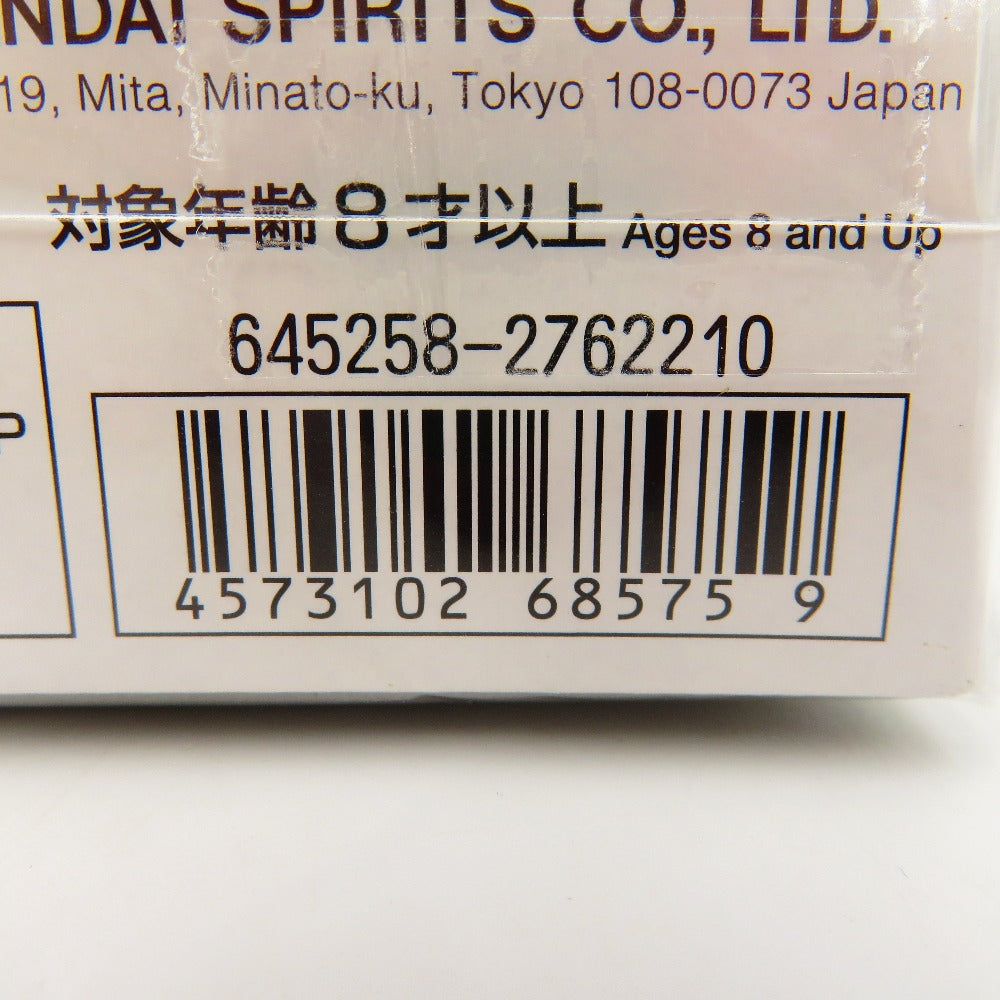 NDAI SPIRITS CO., LTD.
19, Mita, Minato-ku, Tokyo 108-0073 Japan
対象年齢 8才以上 Ages 8 and Up
645258-2762210
P
4573102 68575 9